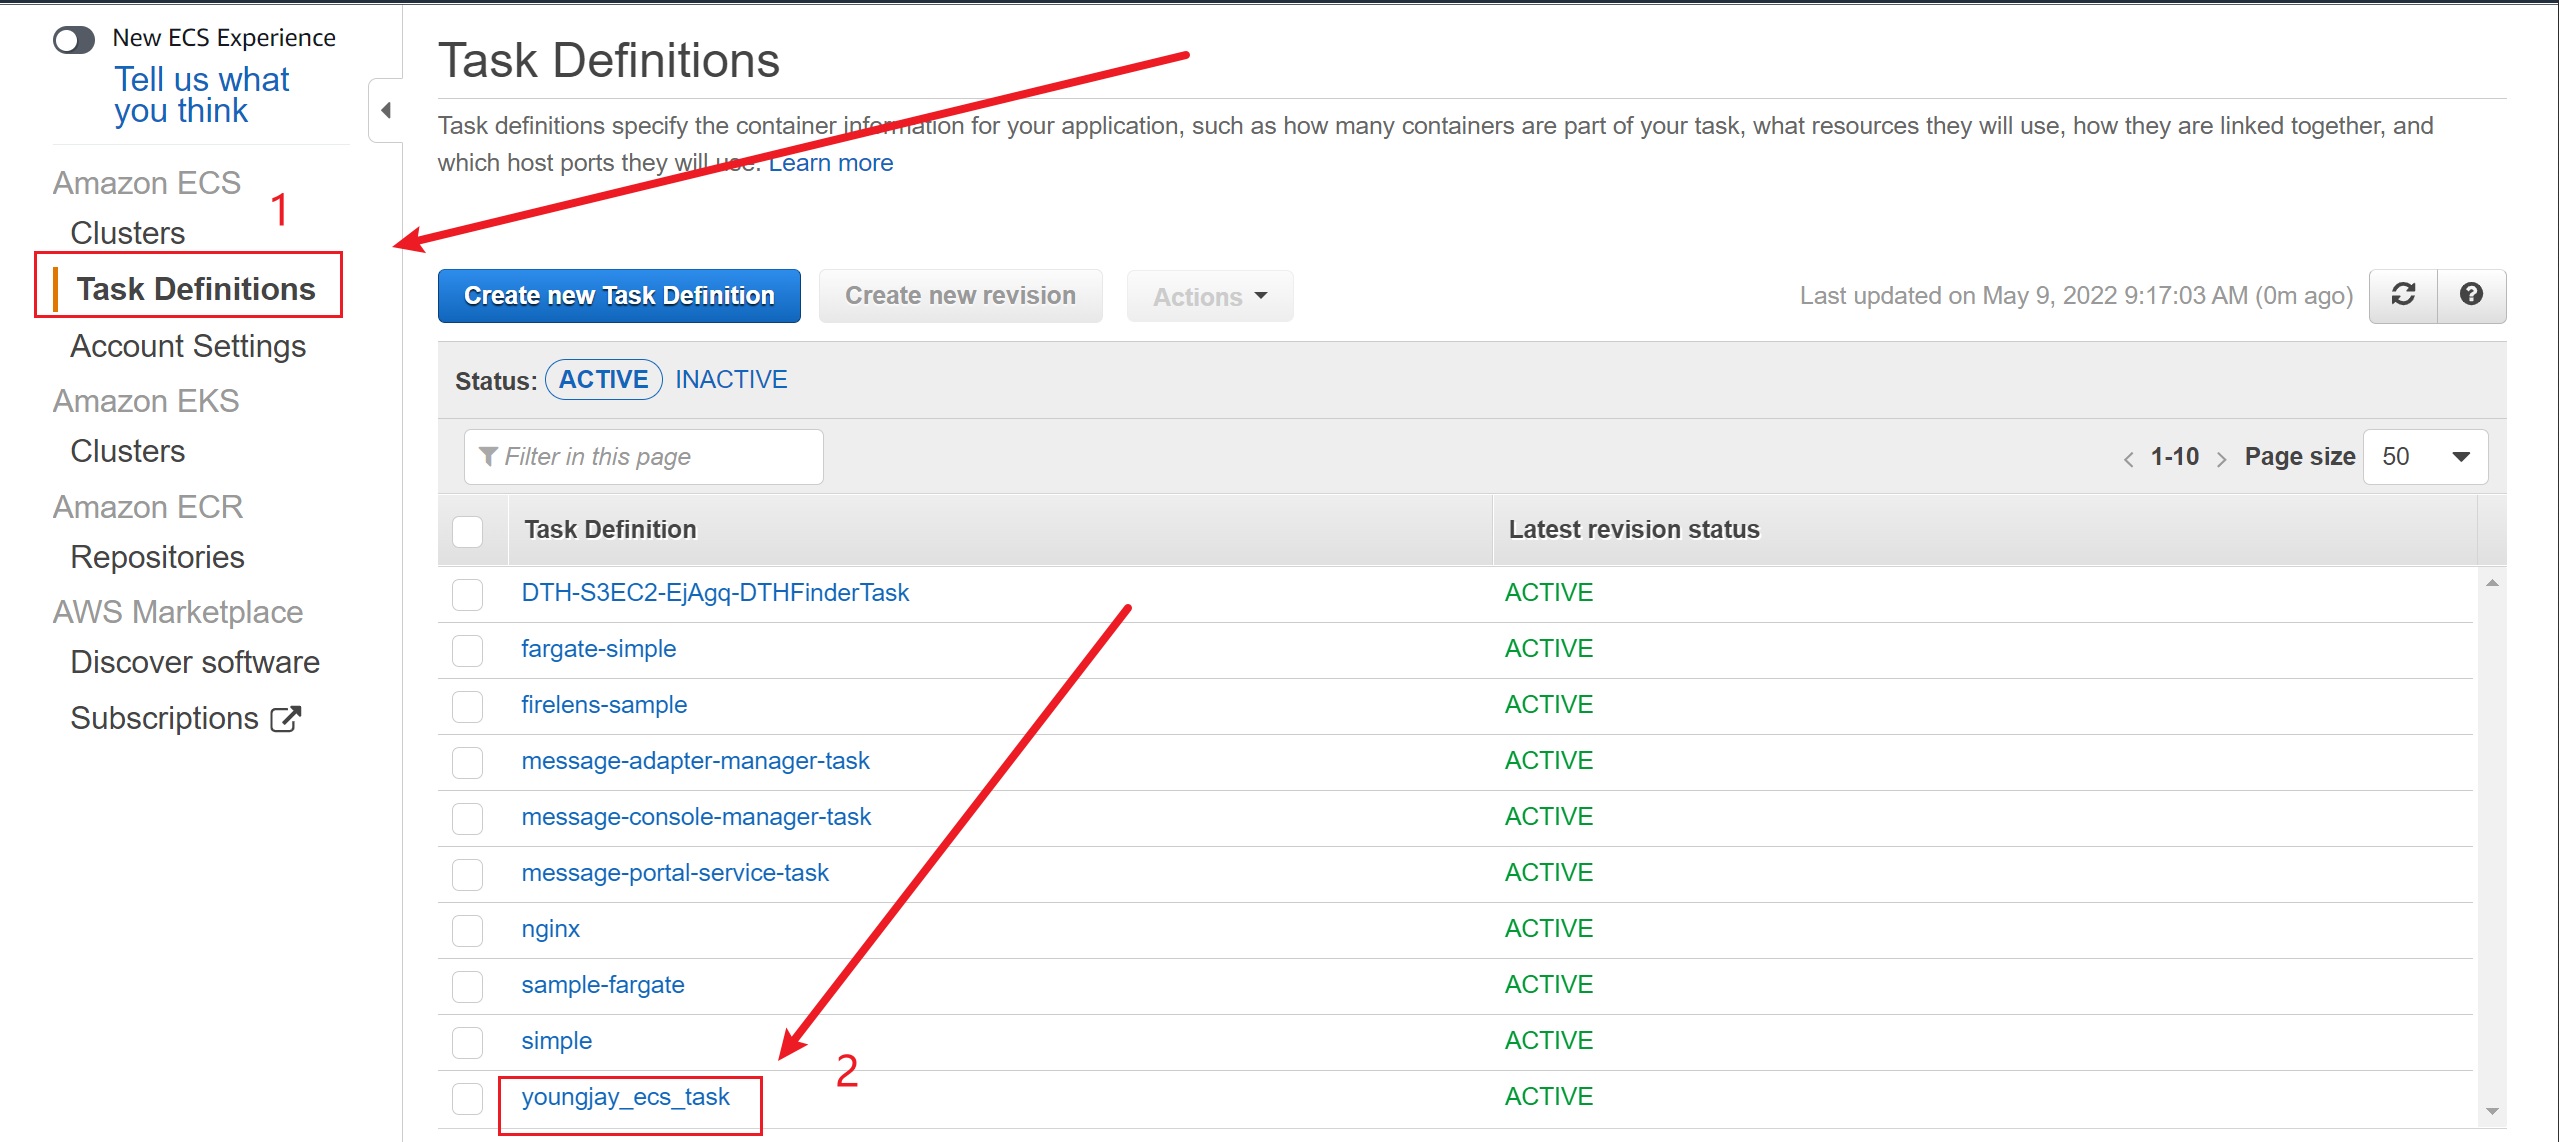 New ECS Experience
Tell us what
you think
Amazon ECS
1
Clusters
Task Definitions
Account Settings
Amazon EKS
Clusters
Amazon ECR
Repositories
AWS Marketplace
Discover software
Subscriptions
Task Definitions
Task definitions specify the container information for your application, such as how many containers are part of your task, what resources they will use, how they are linked together, and
which host ports they will use. Learn more
Create new Task Definition Create new revision Actions Last updated on May 9, 2022 9:17:03 AM (0m ago)
Status: ACTIVE INACTIVE
Filter in this page < 1-10 > Page size 50
Task Definition Latest revision status
DTH-S3EC2-EjAgq-DTHFinderTask ACTIVE
fargate-simple ACTIVE
firelens-sample ACTIVE
message-adapter-manager-task ACTIVE
message-console-manager-task ACTIVE
message-portal-service-task ACTIVE
nginx ACTIVE
sample-fargate ACTIVE
simple ACTIVE
2
youngjay_ecs_task ACTIVE